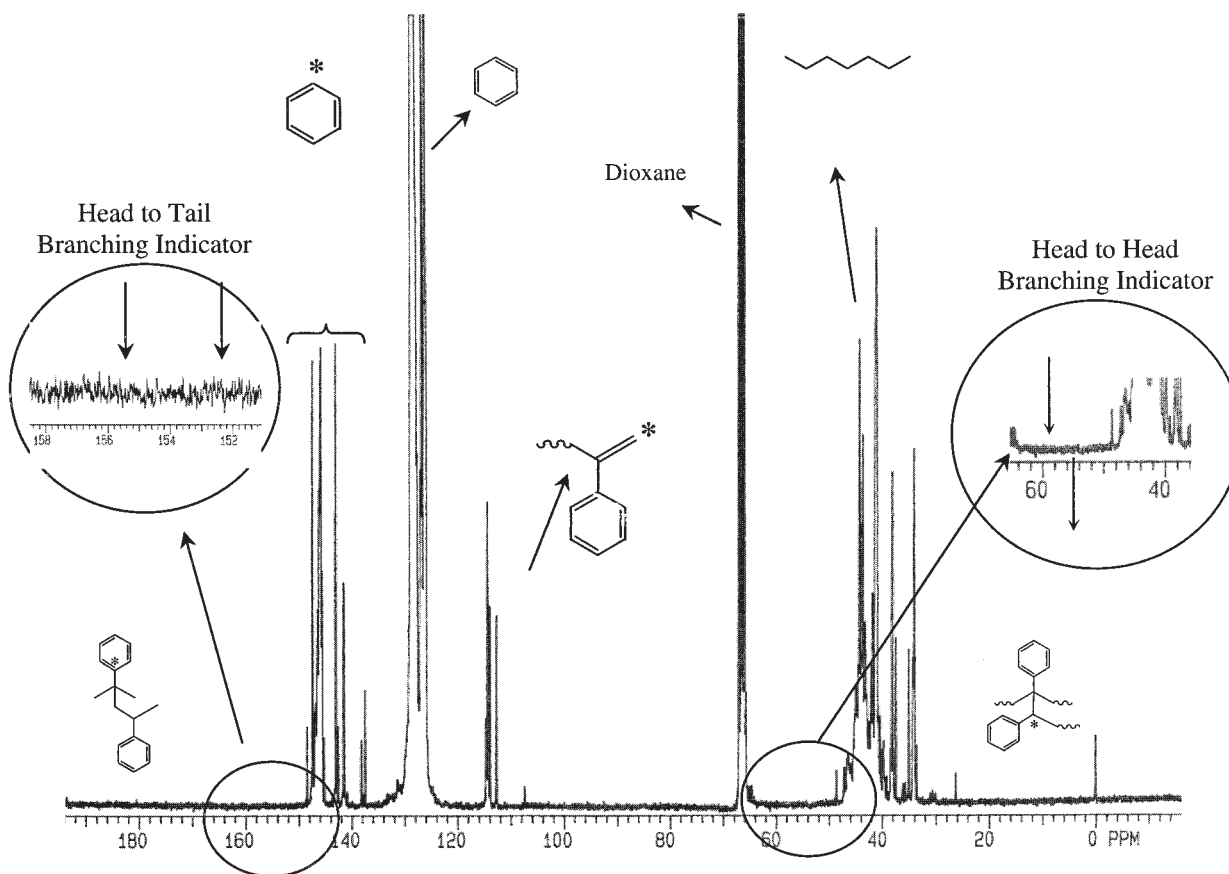 *
Dioxane
Head to Tail
Branching Indicator
Head to Head
Branching Indicator
158 156 154 152
*
60 40
*
*
180 160 140 120 100 80 60 40 20 0 PPM